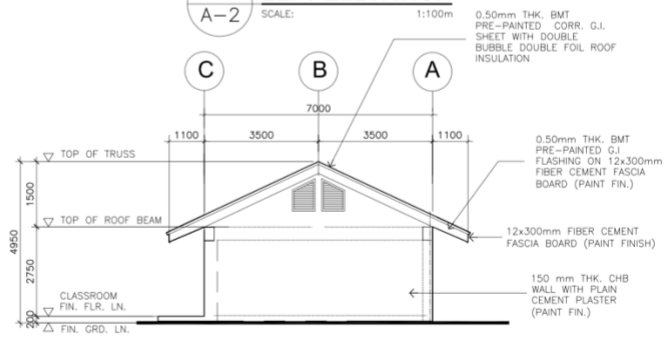 A-2
SCALE: 1:100m
0.50mm THK. BMT
PRE-PAINTED CORR. G.I.
SHEET WITH DOUBLE
BUBBLE DOUBLE FOIL ROOF
INSULATION
C
B
A
7000
1100
3500
3500
1100
TOP OF TRUSS
0.50mm THK. BMT
PRE-PAINTED G.I
FLASHING ON 12x300mm
FIBER CEMENT FASCIA
BOARD (PAINT FIN.)
1500
TOP OF ROOF BEAM
12x300mm FIBER CEMENT
FASCIA BOARD (PAINT FINISH)
4950
2750
150 mm THK. CHB
WALL WITH PLAIN
CEMENT PLASTER
(PAINT FIN.)
CLASSROOM
FIN. FLR. LN.
200
FIN. GRD. LN.